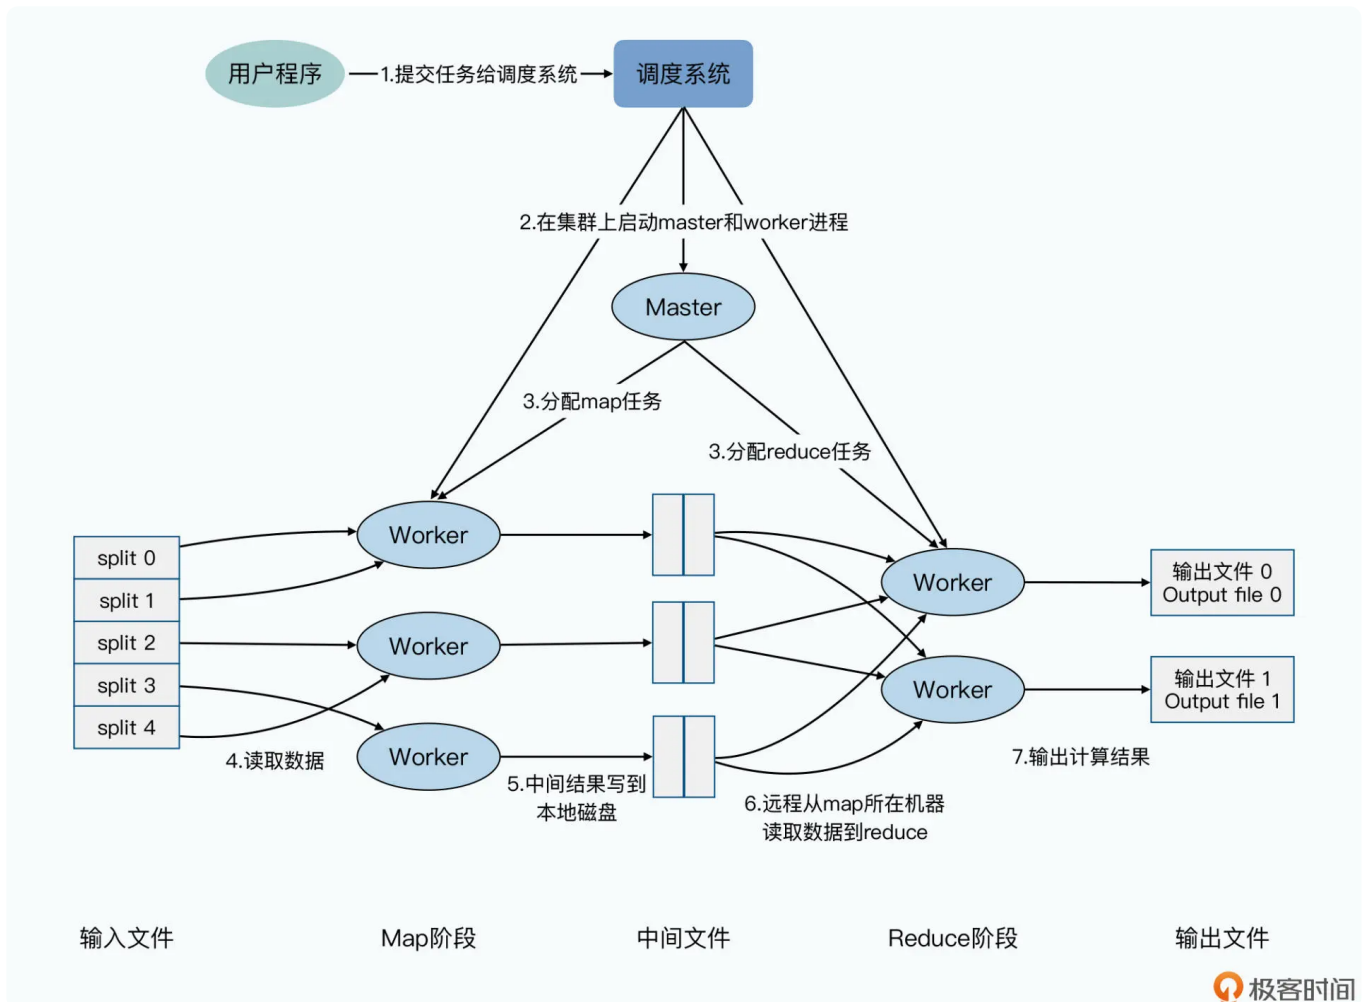 用户程序
1.提交任务给调度系统
调度系统
2.在集群上启动master和worker进程
Master
3.分配map任务
3.分配reduce任务
split 0
split 1
split 2
split 3
split 4
4.读取数据
Worker
Worker
Worker
5.中间结果写到
本地磁盘
6.远程从map所在机器
读取数据到reduce
Worker
Worker
7.输出计算结果
输出文件 0
Output file 0
输出文件 1
Output file 1
输入文件
Map阶段
中间文件
Reduce阶段
输出文件
极客时间